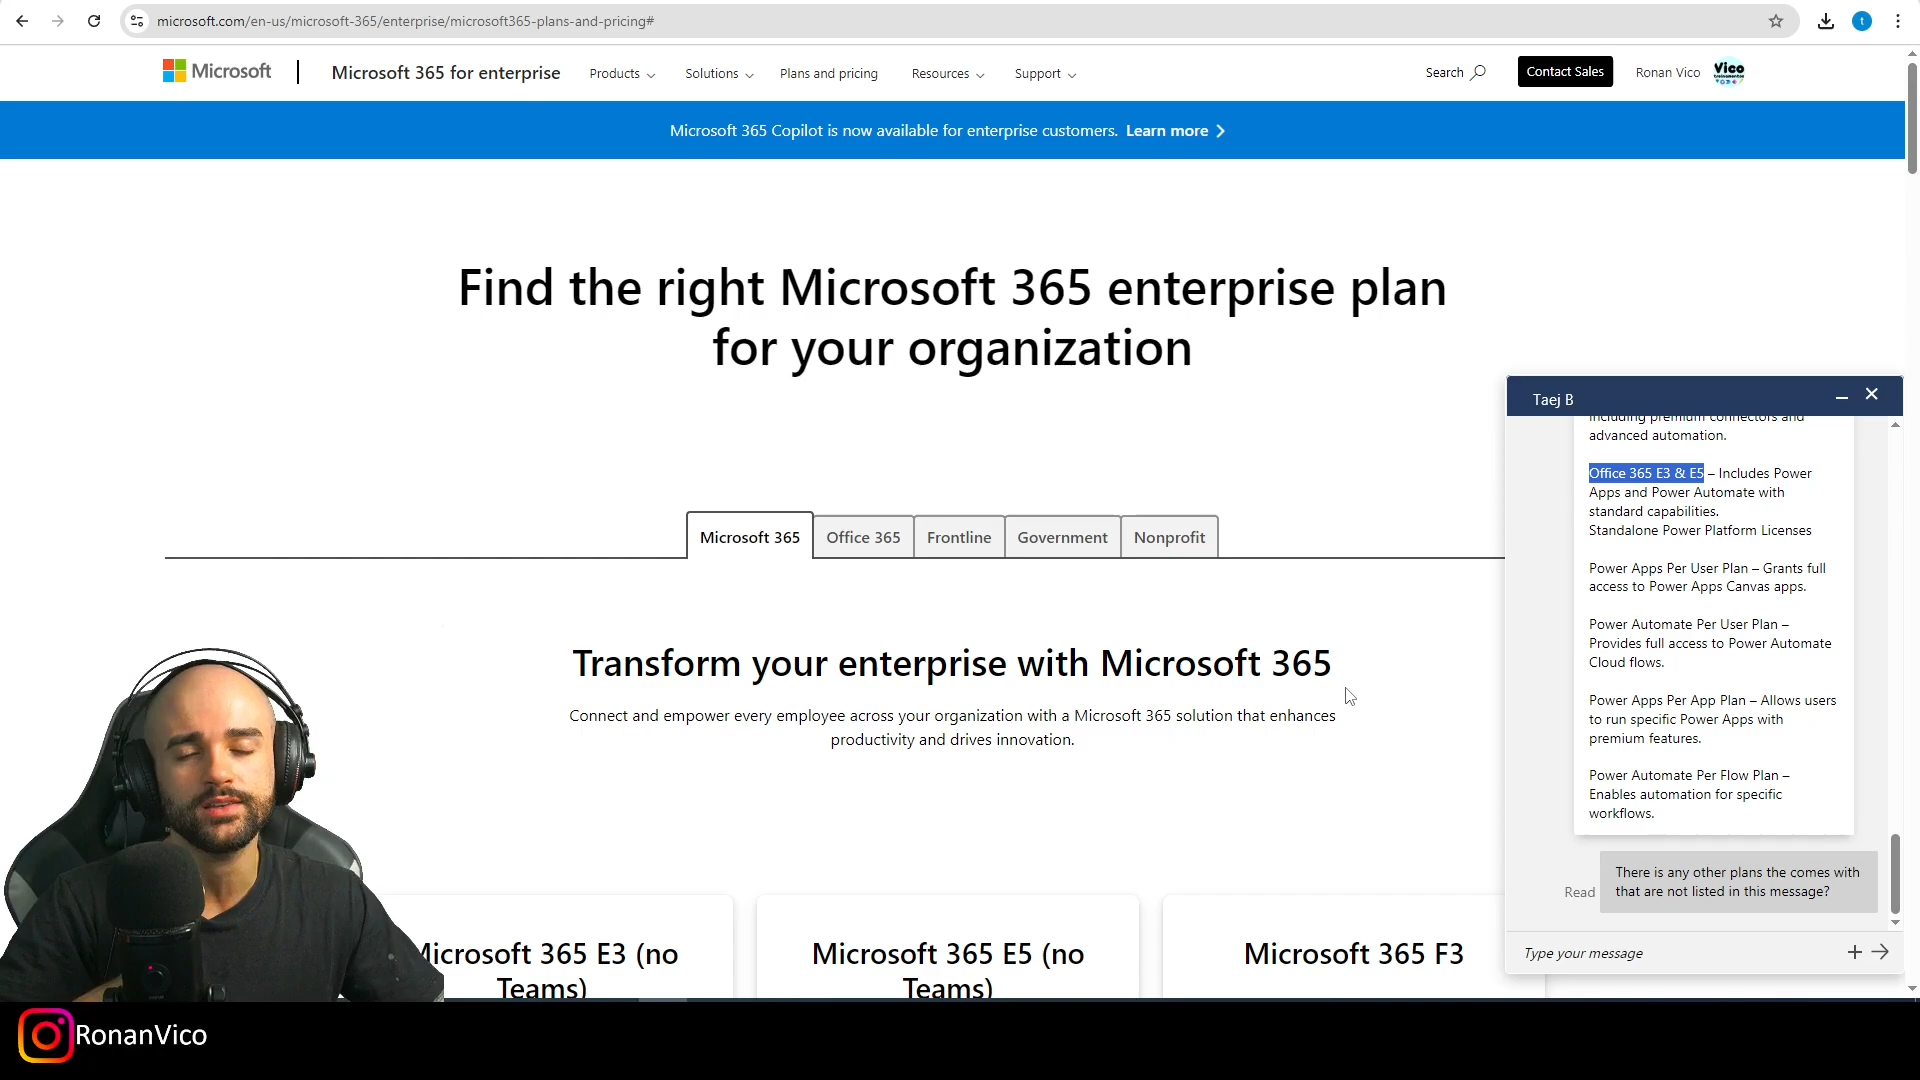 microsoft.com/en-us/microsoft-365/enterprise/microsoft365-plans-and-pricing#
t
Microsoft
Microsoft 365 for enterprise
Products
Solutions
Plans and pricing
Resources
Support
Search
Contact Sales
Ronan Vico
Vico
Microsoft 365 Copilot is now available for enterprise customers. Learn more
Find the right Microsoft 365 enterprise plan
for your organization
Microsoft 365
Office 365
Frontline
Government
Nonprofit
Transform your enterprise with Microsoft 365
Connect and empower every employee across your organization with a Microsoft 365 solution that enhances
productivity and drives innovation.
Microsoft 365 E3 (no
Teams)
Microsoft 365 E5 (no
Teams)
Microsoft 365 F3
Taej B
including premium connectors and
advanced automation.
Office 365 E3 & E5 – Includes Power
Apps and Power Automate with
standard capabilities.
Standalone Power Platform Licenses
Power Apps Per User Plan – Grants full
access to Power Apps Canvas apps.
Power Automate Per User Plan –
Provides full access to Power Automate
Cloud flows.
Power Apps Per App Plan – Allows users
to run specific Power Apps with
premium features.
Power Automate Per Flow Plan –
Enables automation for specific
workflows.
Read
There is any other plans the comes with
that are not listed in this message?
Type your message
RonanVico